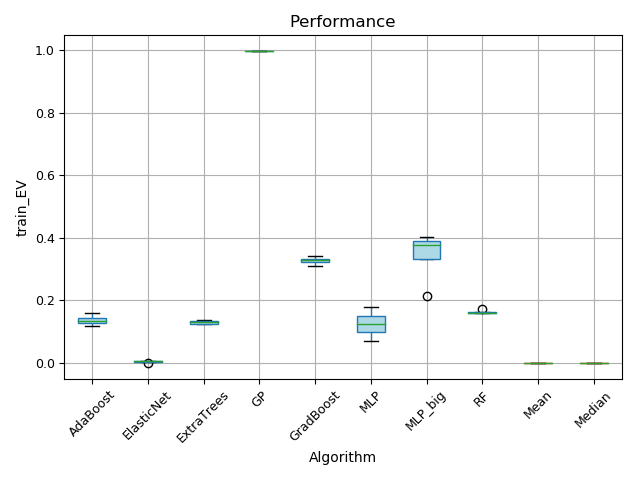 Performance
train_EV
1.0
0.8
0.6
0.4
0.2
0.0
AdaBoost
ElasticNet
ExtraTrees
GP
GradBoost
MLP
MLP_big
RF
Mean
Median
Algorithm